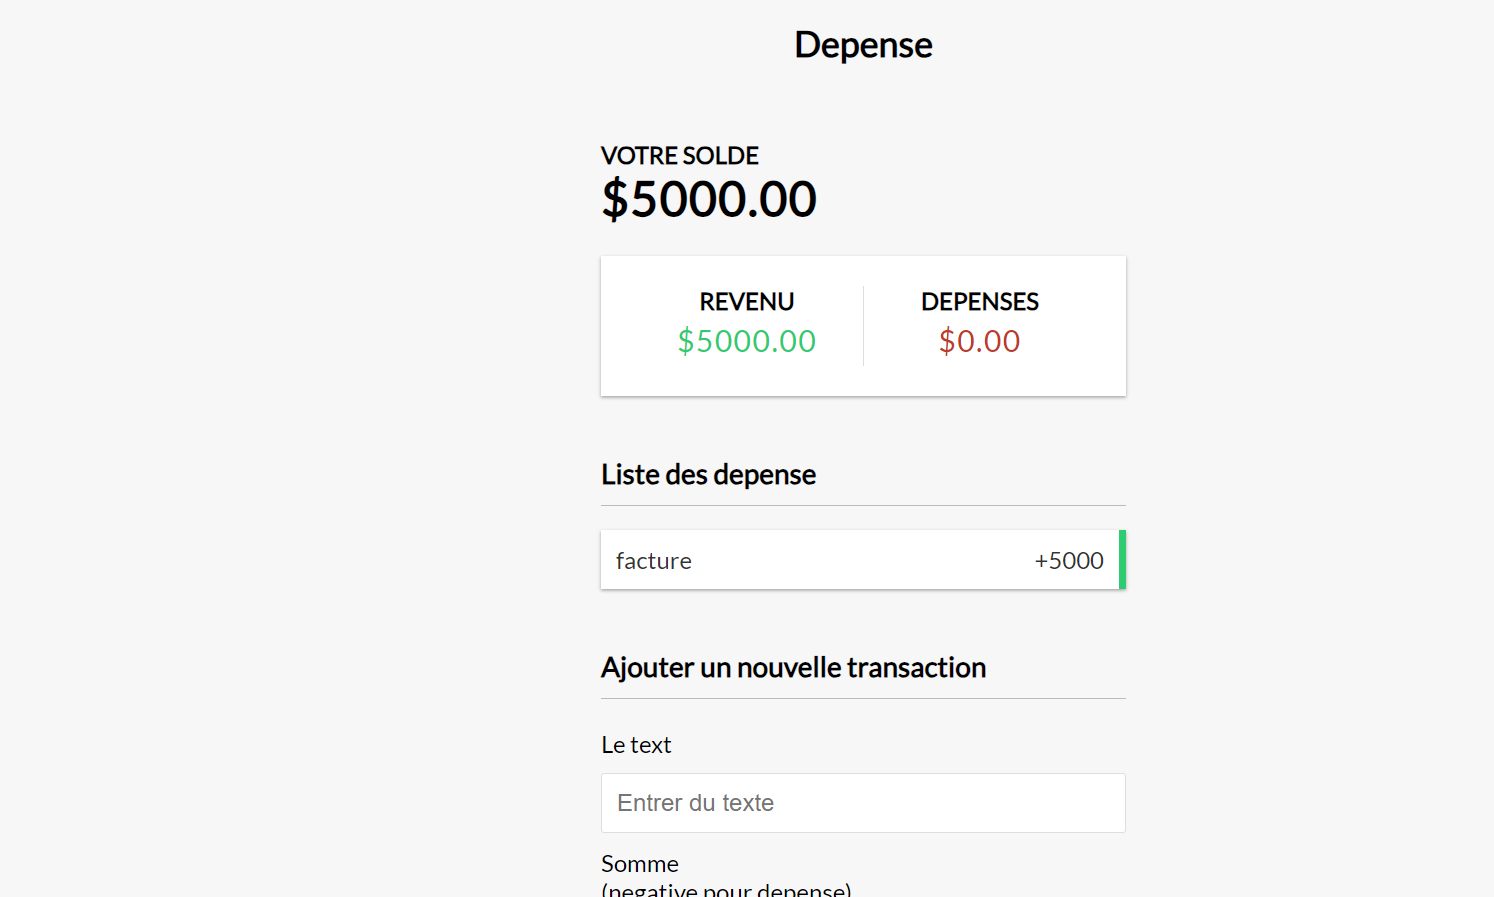 Depense
VOTRE SOLDE
$5000.00
REVENU
$5000.00
DEPENSES
$0.00
Liste des depense
facture +5000
Ajouter un nouvelle transaction
Le text
Entrer du texte
Somme
(negative pour depense)